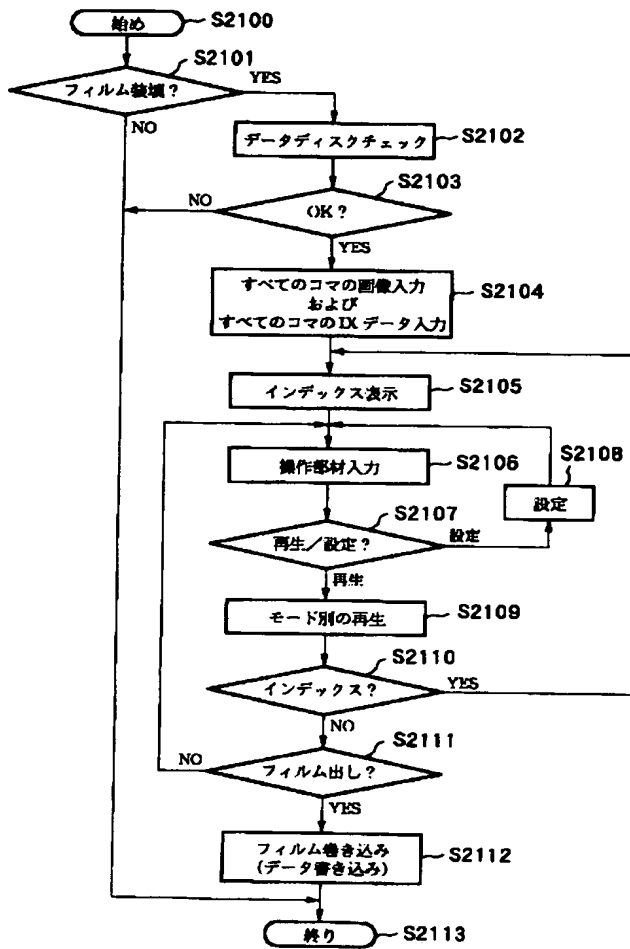 始め
S2100
S2101
フィルム装填？
YES
NO
データディスクチェック
S2102
S2103
NO
OK？
YES
すべてのコマの画像入力
および
すべてのコマのIXデータ入力
S2104
インデックス表示
S2105
操作部材入力
S2106
S2108
設定
S2107
再生／設定？
設定
再生
モード別の再生
S2109
S2110
インデックス？
YES
NO
S2111
NO
フィルム出し？
YES
フィルム巻き込み
(データ書き込み)
S2112
終り
S2113